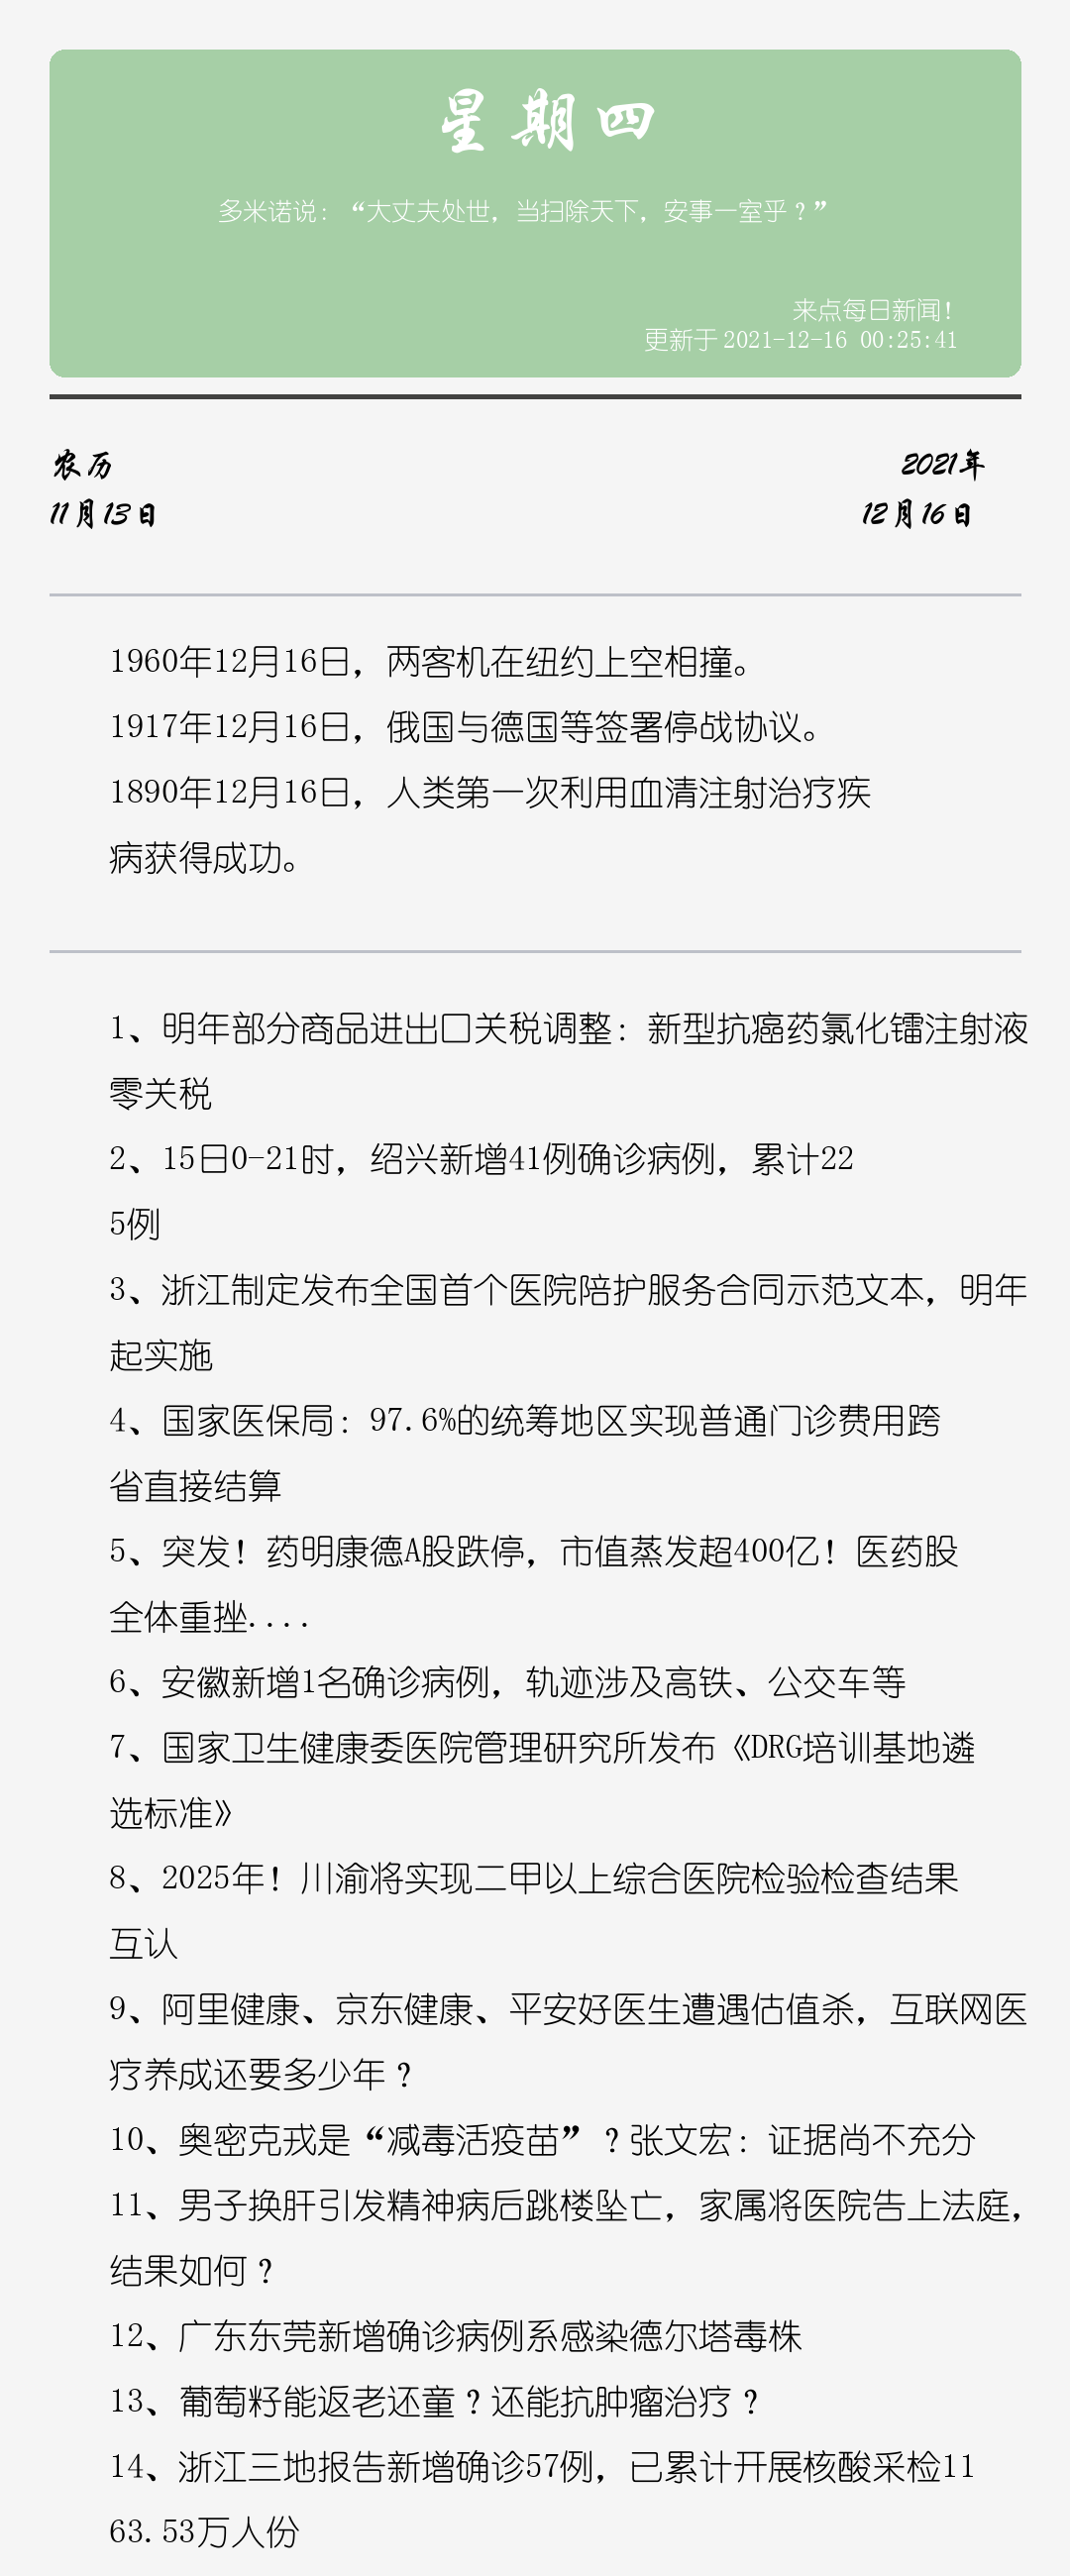 星期四
多米诺说：“大丈夫处世，当扫除天下，安事一室乎？”
来点每日新闻！
更新于2021-12-16 00:25:41
农历
2021年
11月13日
12月16日
1960年12月16日，两客机在纽约上空相撞。
1917年12月16日，俄国与德国等签署停战协议。
1890年12月16日，人类第一次利用血清注射治疗疾
病获得成功。
1、明年部分商品进出口关税调整：新型抗癌药氯化镭注射液
零关税
2、15日0-21时，绍兴新增41例确诊病例，累计22
5例
3、浙江制定发布全国首个医院陪护服务合同示范文本，明年
起实施
4、国家医保局：97.6%的统筹地区实现普通门诊费用跨
省直接结算
5、突发！药明康德A股跌停，市值蒸发超400亿！医药股
全体重挫....
6、安徽新增1名确诊病例，轨迹涉及高铁、公交车等
7、国家卫生健康委医院管理研究所发布《DRG培训基地遴
选标准》
8、2025年！川渝将实现二甲以上综合医院检验检查结果
互认
9、阿里健康、京东健康、平安好医生遭遇估值杀，互联网医
疗养成还要多少年？
10、奥密克戎是“减毒活疫苗”？张文宏：证据尚不充分
11、男子换肝引发精神病后跳楼坠亡，家属将医院告上法庭，
结果如何？
12、广东东莞新增确诊病例系感染德尔塔毒株
13、葡萄籽能返老还童？还能抗肿瘤治疗？
14、浙江三地报告新增确诊57例，已累计开展核酸采检11
63.53万人份